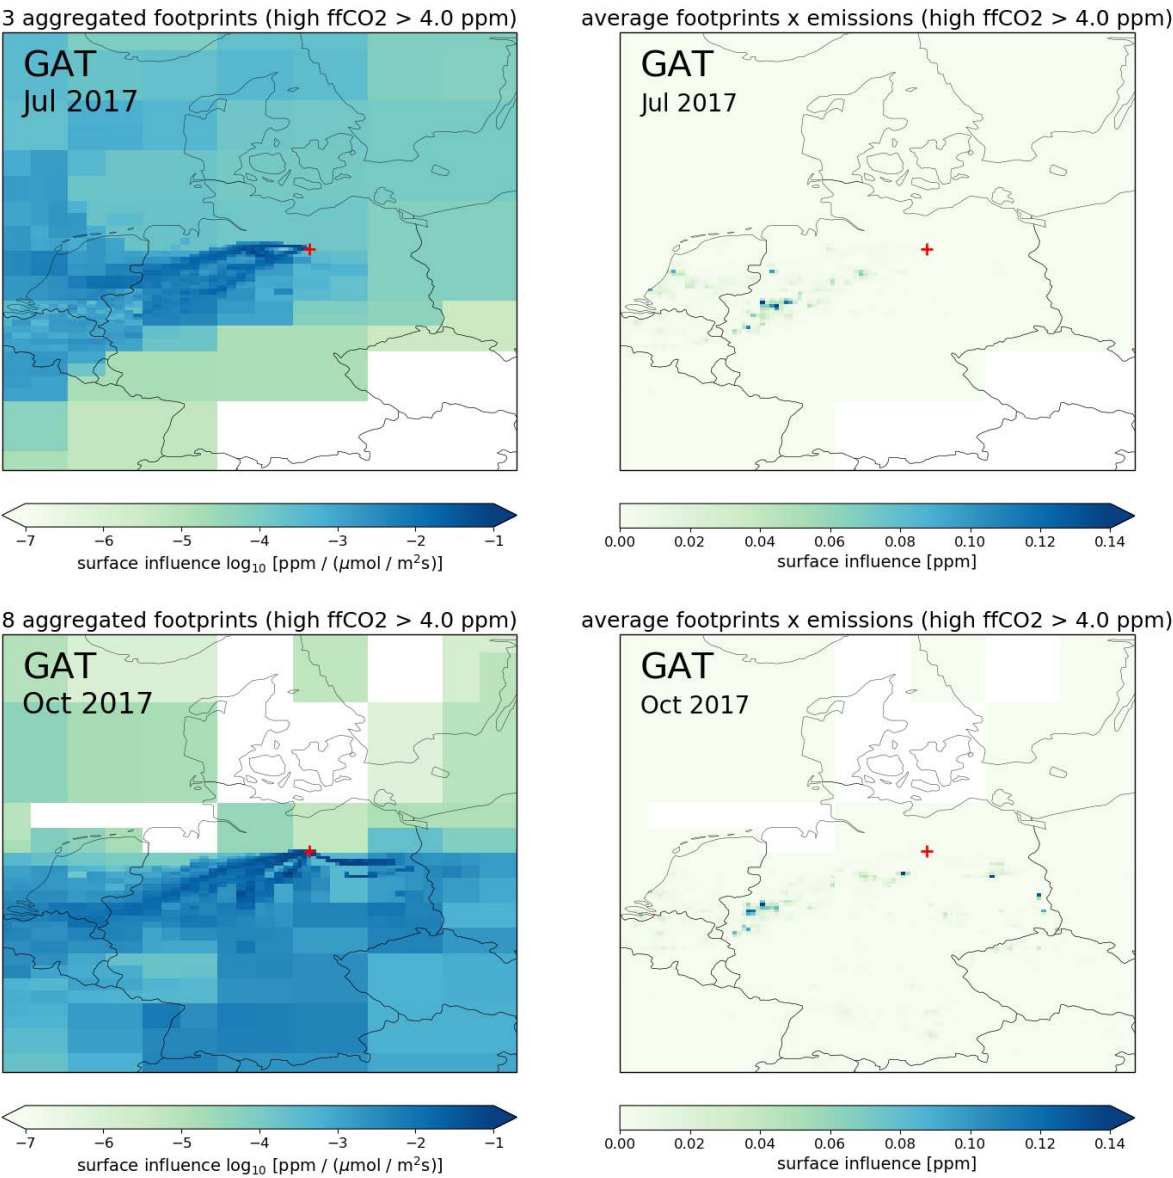 3 aggregated footprints (high ffCO2 > 4.0 ppm)
average footprints x emissions (high ffCO2 > 4.0 ppm)
GAT
Jul 2017
GAT
Jul 2017
−7 −6 −5 −4 −3 −2 −1
surface influence log₁₀ [ppm / (μmol / m²s)]
0.00 0.02 0.04 0.06 0.08 0.10 0.12 0.14
surface influence [ppm]
8 aggregated footprints (high ffCO2 > 4.0 ppm)
average footprints x emissions (high ffCO2 > 4.0 ppm)
GAT
Oct 2017
GAT
Oct 2017
−7 −6 −5 −4 −3 −2 −1
surface influence log₁₀ [ppm / (μmol / m²s)]
0.00 0.02 0.04 0.06 0.08 0.10 0.12 0.14
surface influence [ppm]